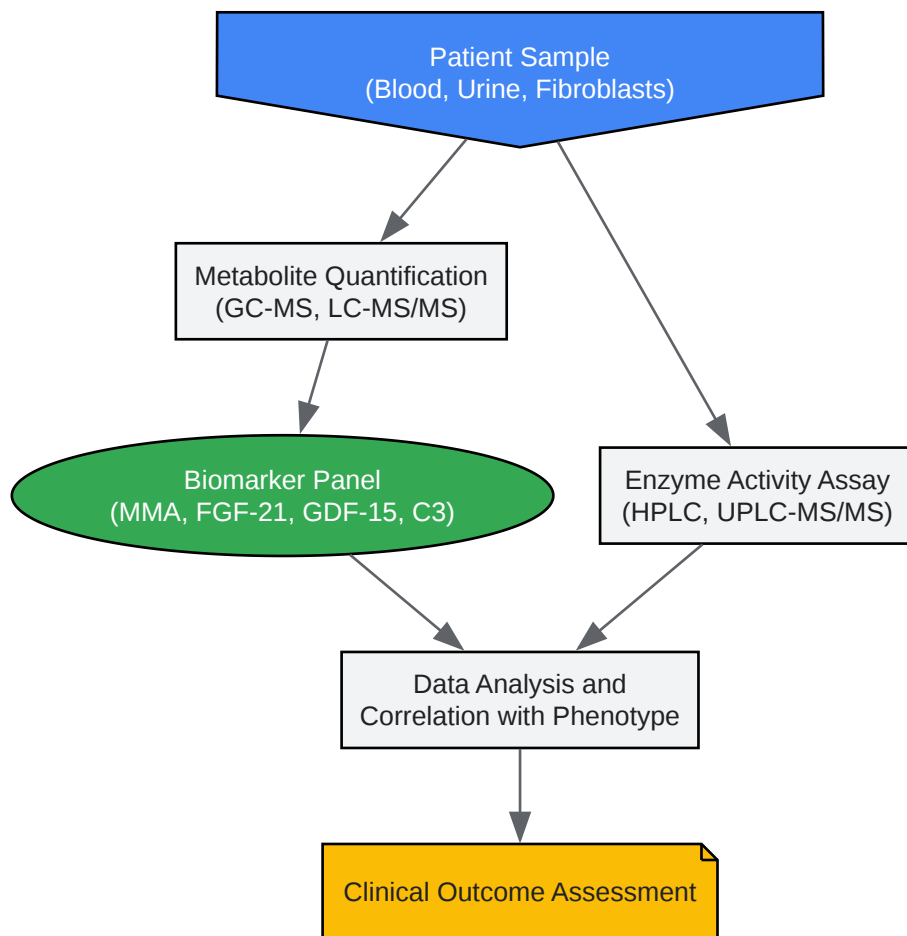 Patient Sample
(Blood, Urine, Fibroblasts)
Metabolite Quantification
(GC-MS, LC-MS/MS)
Biomarker Panel
(MMA, FGF-21, GDF-15, C3)
Enzyme Activity Assay
(HPLC, UPLC-MS/MS)
Data Analysis and
Correlation with Phenotype
Clinical Outcome Assessment